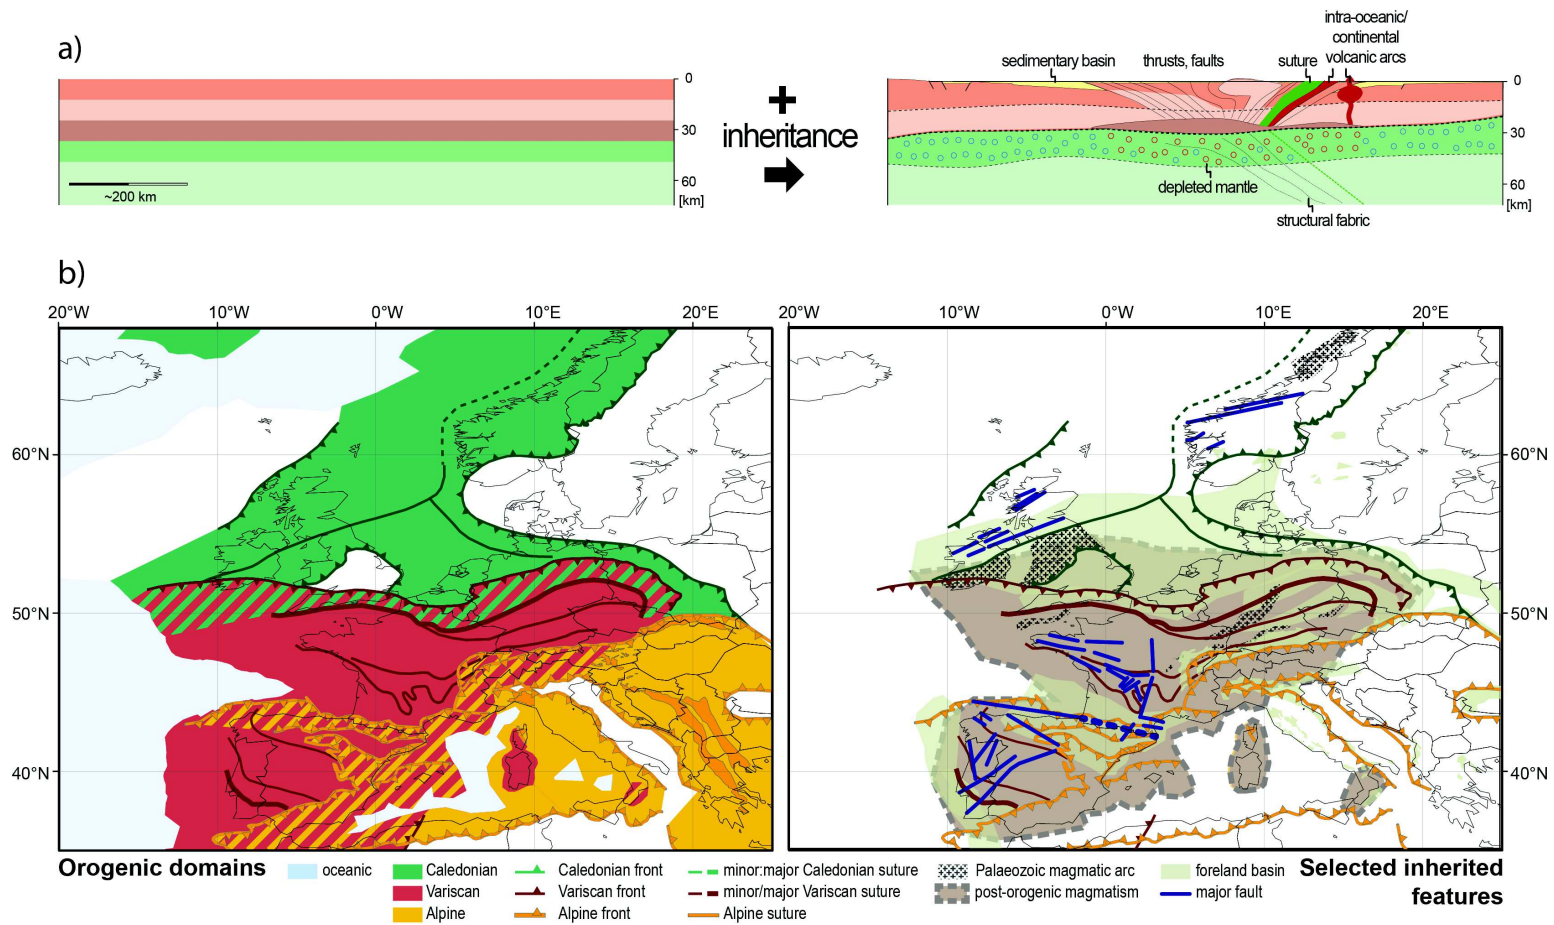 a)
0
30
60
[km]
~200 km
+
inheritance
intra-oceanic/
continental
volcanic arcs
sedimentary basin
thrusts, faults
suture
0
30
60
[km]
depleted mantle
structural fabric
b)
20°W
10°W
0°W
10°E
20°E
20°W
10°W
0°W
10°E
20°E
60°N
60°N
50°N
50°N
40°N
40°N
Orogenic domains
oceanic
Caledonian
Variscan
Alpine
Caledonian front
Variscan front
Alpine front
minor:major Caledonian suture
minor/major Variscan suture
Alpine suture
Palaeozoic magmatic arc
post-orogenic magmatism
foreland basin
major fault
Selected inherited
features